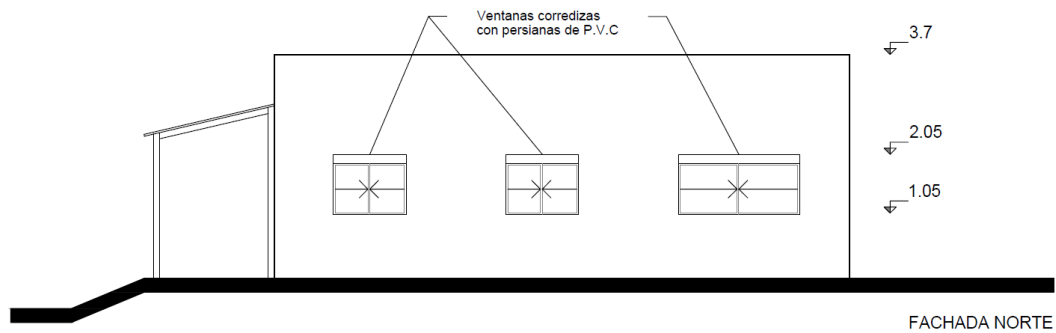 Ventanas corredizas
con persianas de P.V.C
3.7
2.05
1.05
FACHADA NORTE